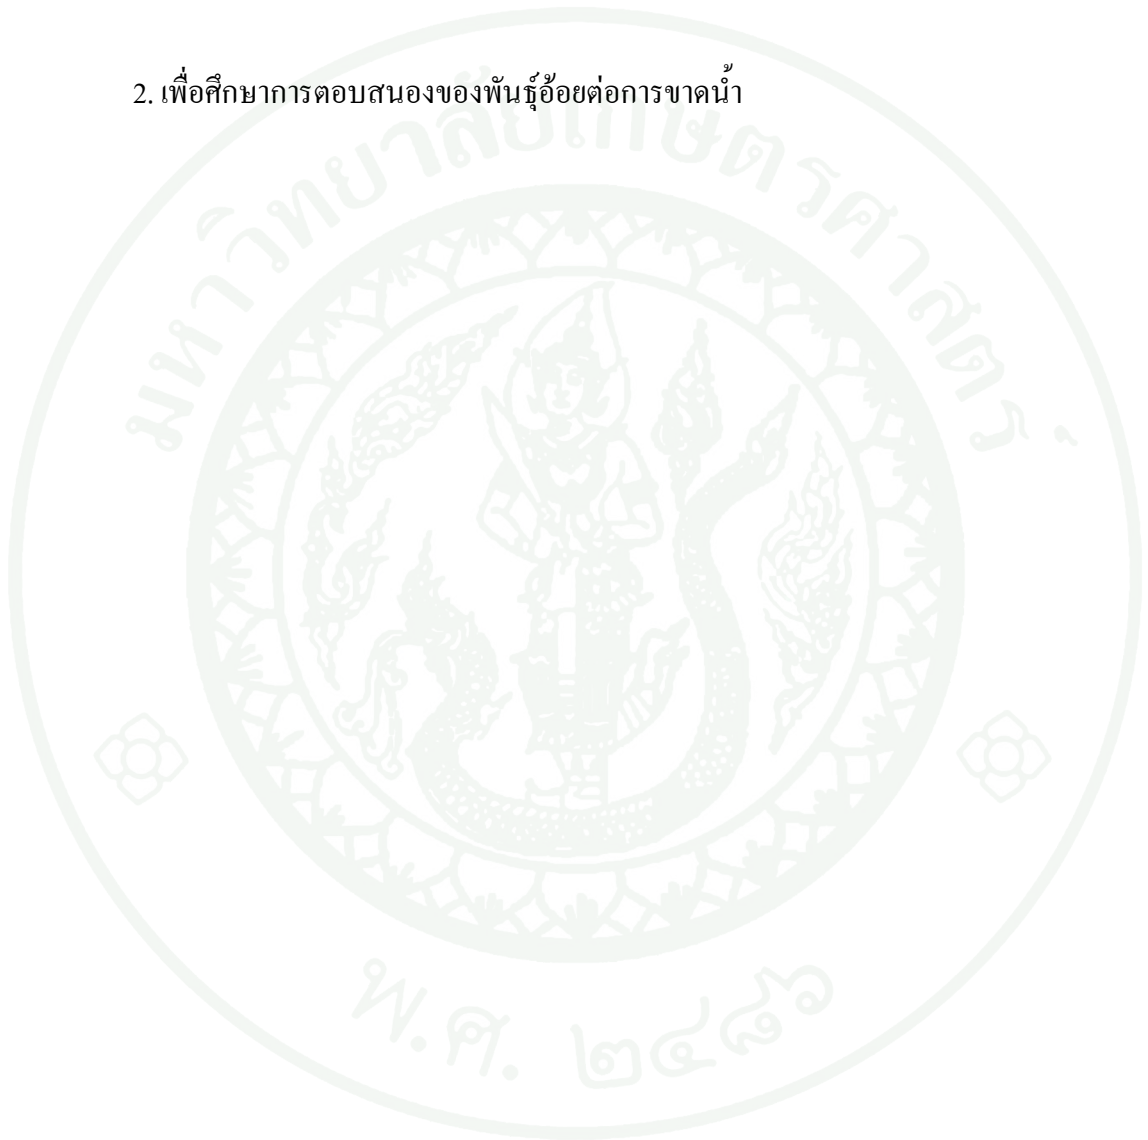 2. เพื่อศึกษาการตอบสนองของพันธุ์อ้อยต่อการขาดน้ำ
มหาวิทยาลัยเกษตรศาสตร์
พ.ศ. ๒๔๘๖